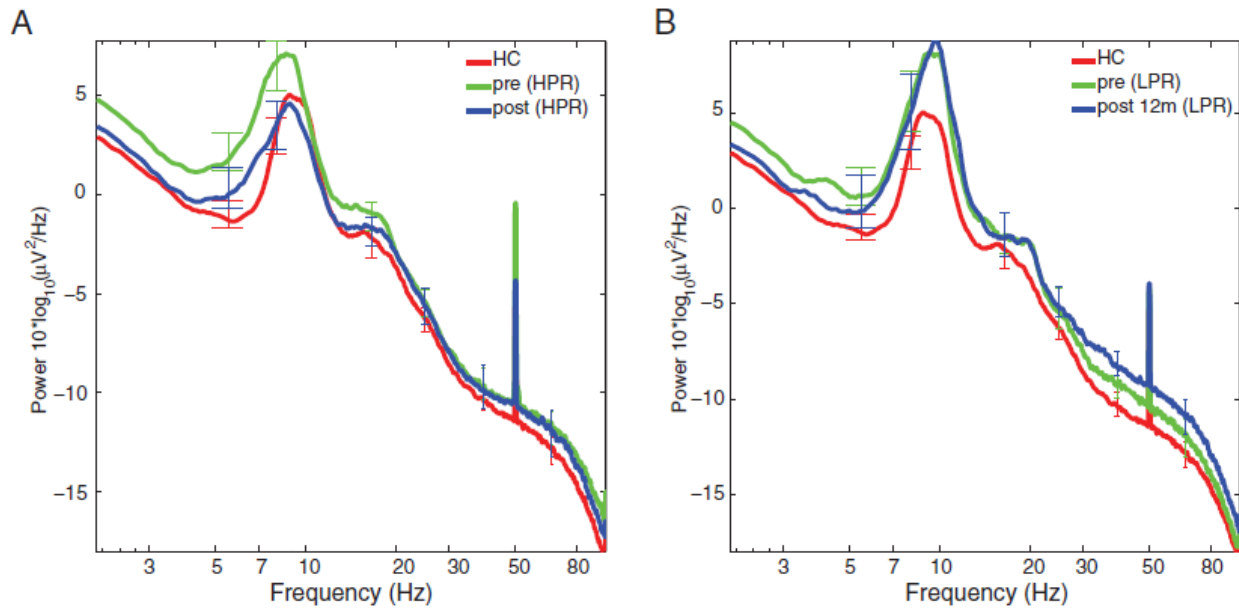 A
HC
pre (HPR)
post (HPR)
5
0
−5
−10
−15
Power 10*log10(µV2/Hz)
3 5 7 10 20 30 50 80
Frequency (Hz)
B
HC
pre (LPR)
post 12m (LPR)
5
0
−5
−10
−15
Power 10*log10(µV2/Hz)
3 5 7 10 20 30 50 80
Frequency (Hz)